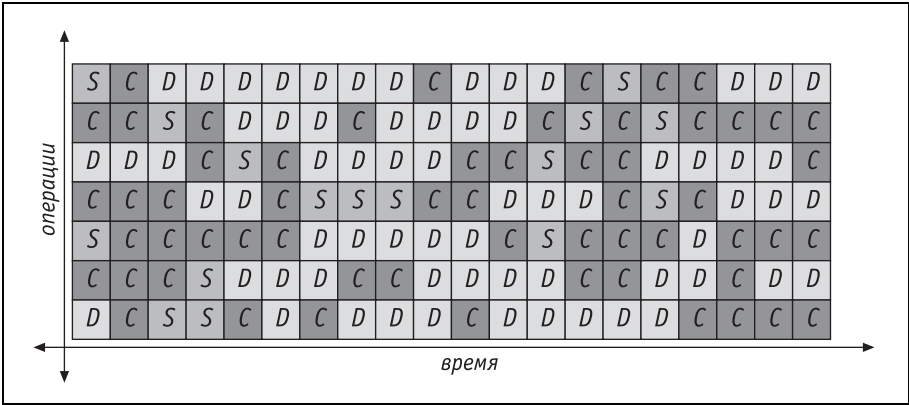 операции
S C D D D D D D D C D D D C S C C D D D
C C S C D D D C D D D D C S C S C C C C
D D D C S C D D D D C C S C C D D D D C
C C C D D C S S S C C D D D C S C D D D
S C C C C C D D D D D C S C C C D C C C
C C C S D D D C C D D D D C C D D C D D
D C S S C D C D D D C D D D D D C C C C
время